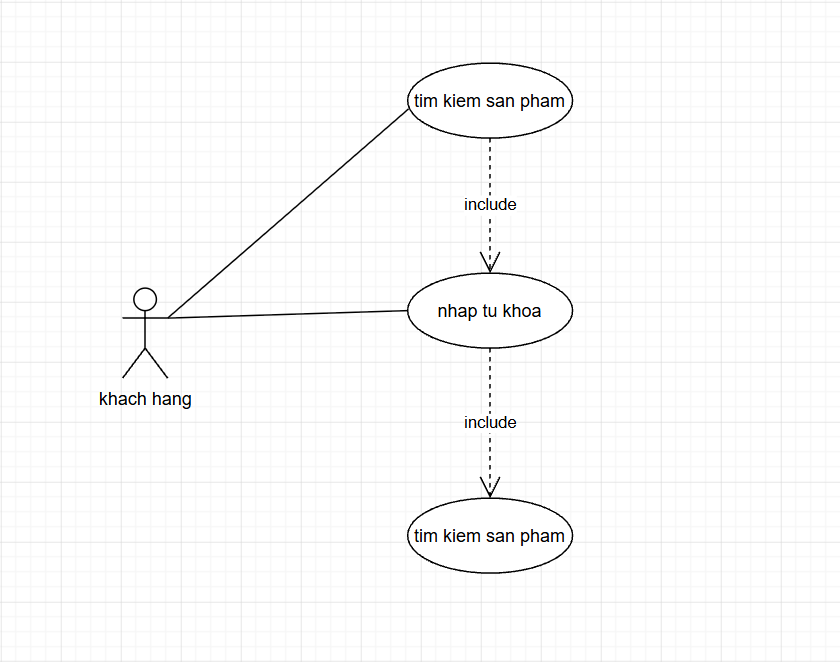 tim kiem san pham
include
nhap tu khoa
khach hang
include
tim kiem san pham